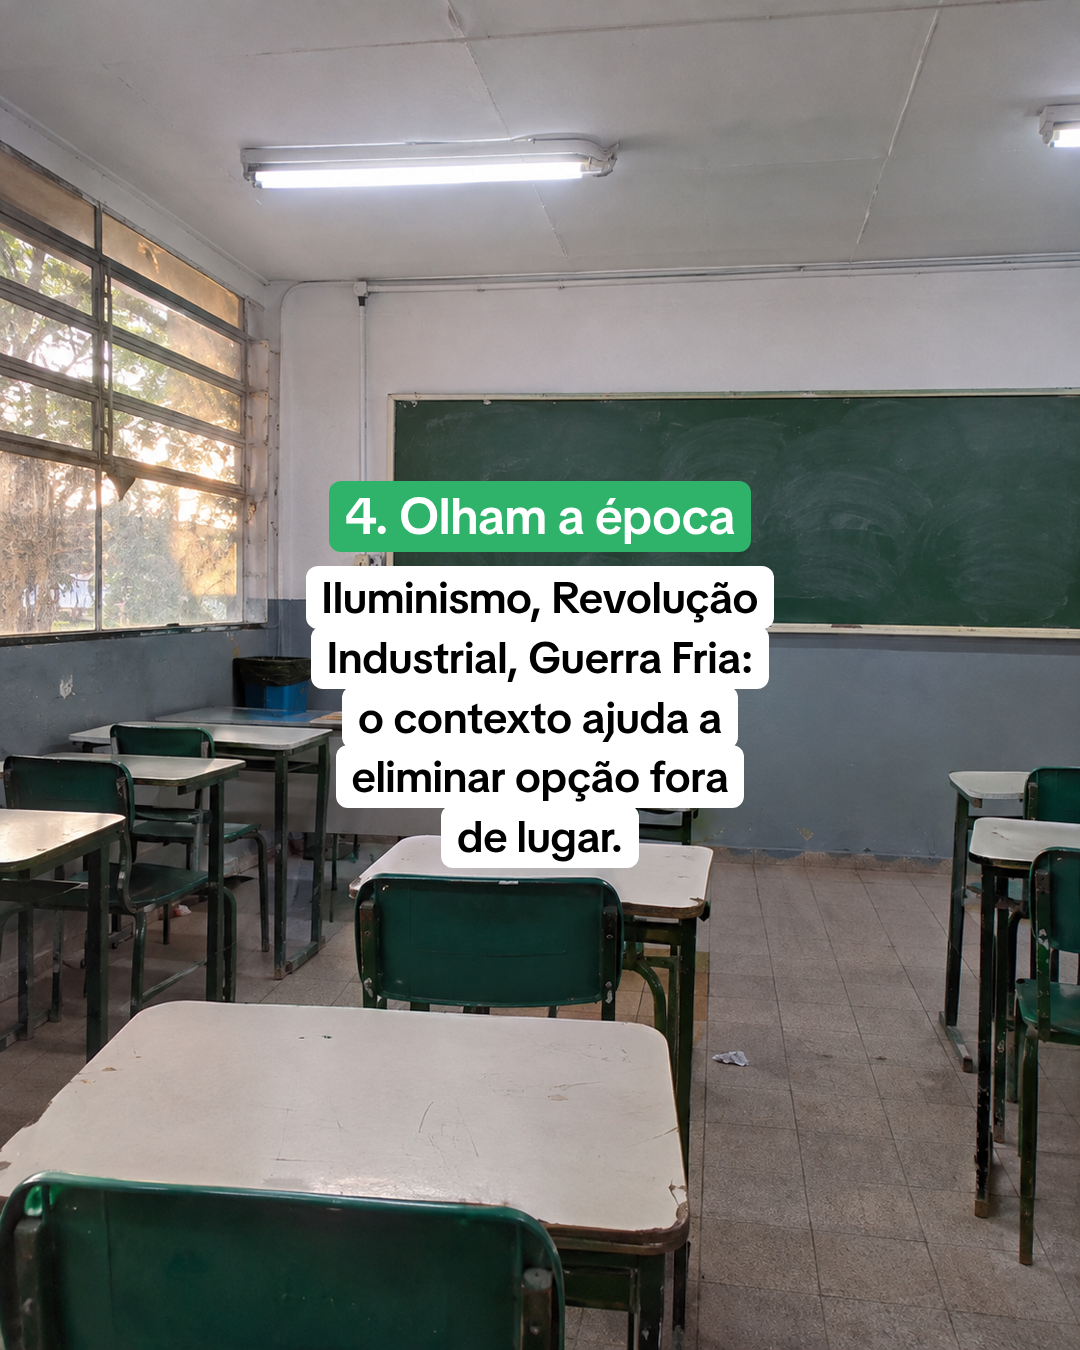 4. Olham a época
Iluminismo, Revolução
Industrial, Guerra Fria:
o contexto ajuda a
eliminar opção fora
de lugar.